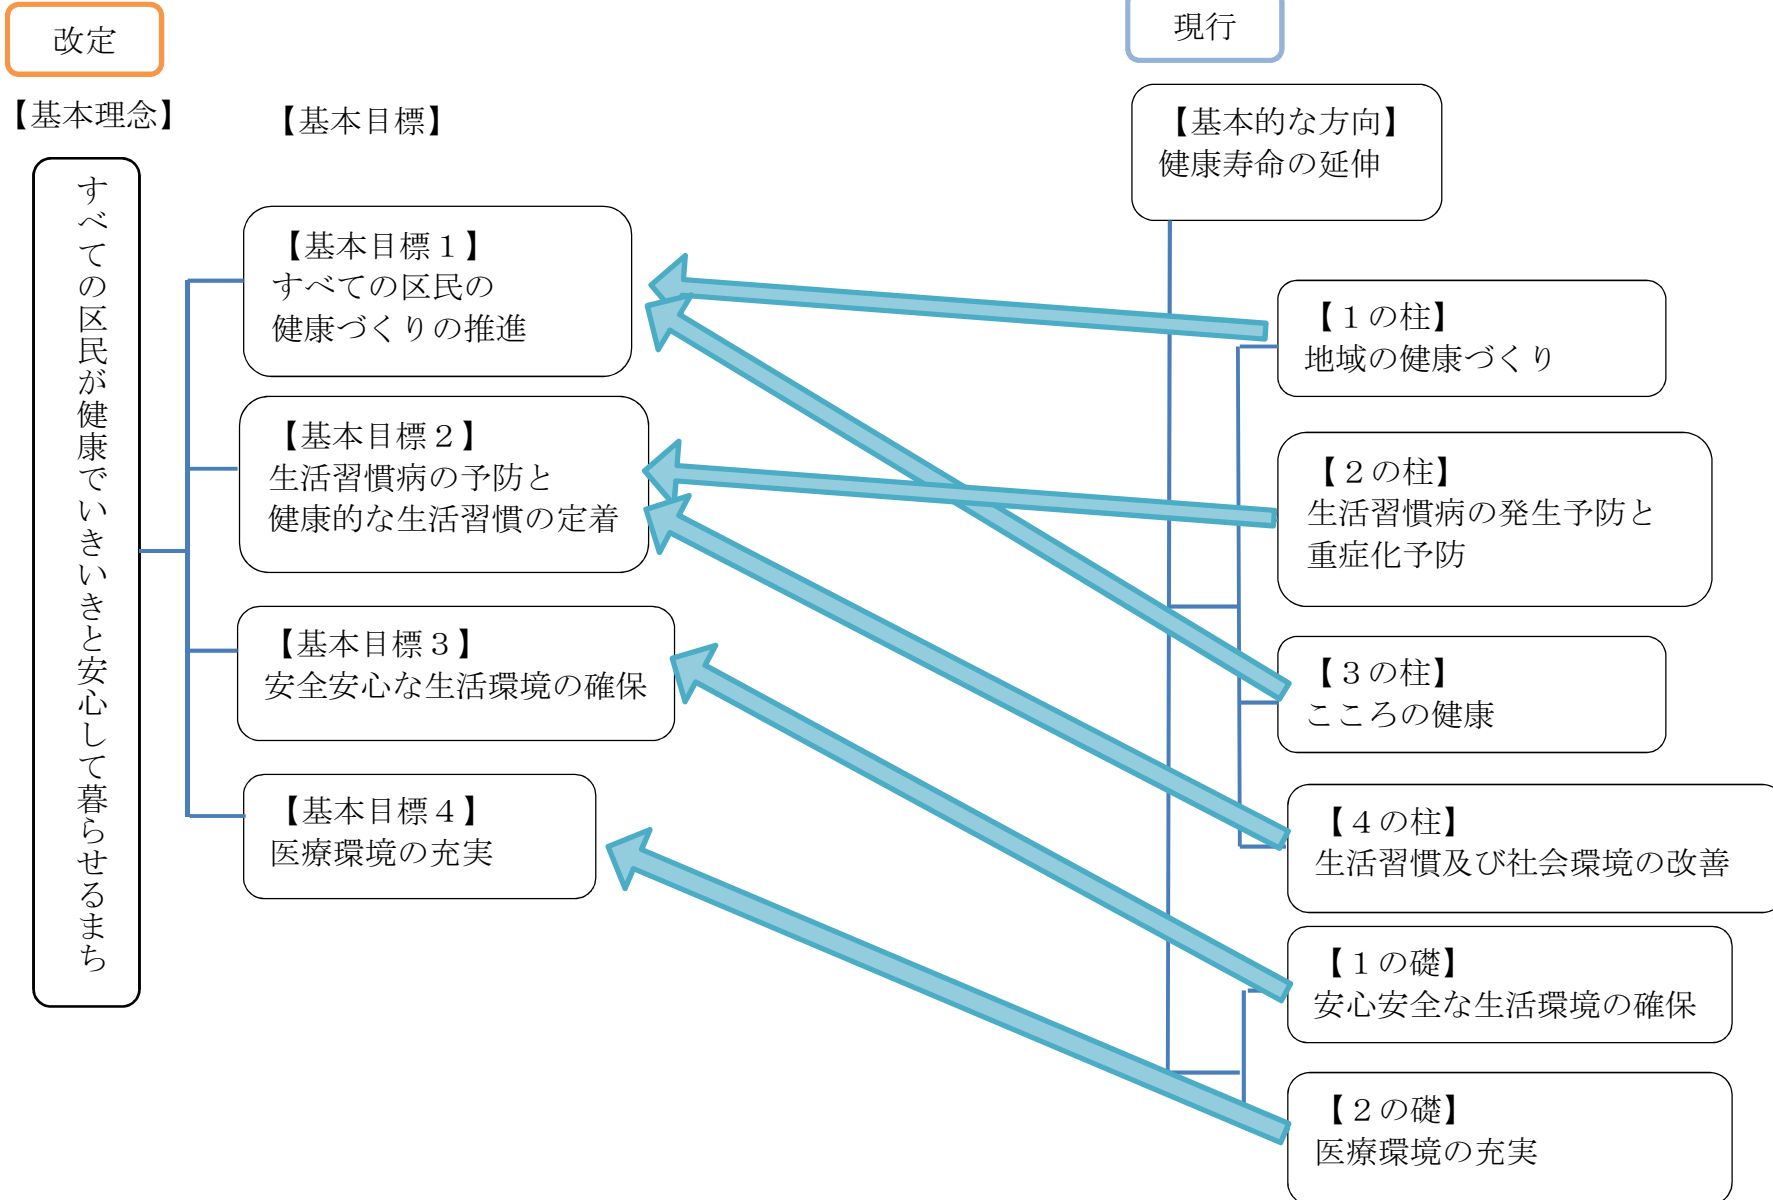 改定
【基本理念】
【基本目標】
すべての区民が健康でいきいきと安心して暮らせるまち
【基本目標１】
すべての区民の
健康づくりの推進
【基本目標２】
生活習慣病の予防と
健康的な生活習慣の定着
【基本目標３】
安全安心な生活環境の確保
【基本目標４】
医療環境の充実
現行
【基本的な方向】
健康寿命の延伸
【１の柱】
地域の健康づくり
【２の柱】
生活習慣病の発生予防と
重症化予防
【３の柱】
こころの健康
【４の柱】
生活習慣及び社会環境の改善
【１の礎】
安心安全な生活環境の確保
【２の礎】
医療環境の充実